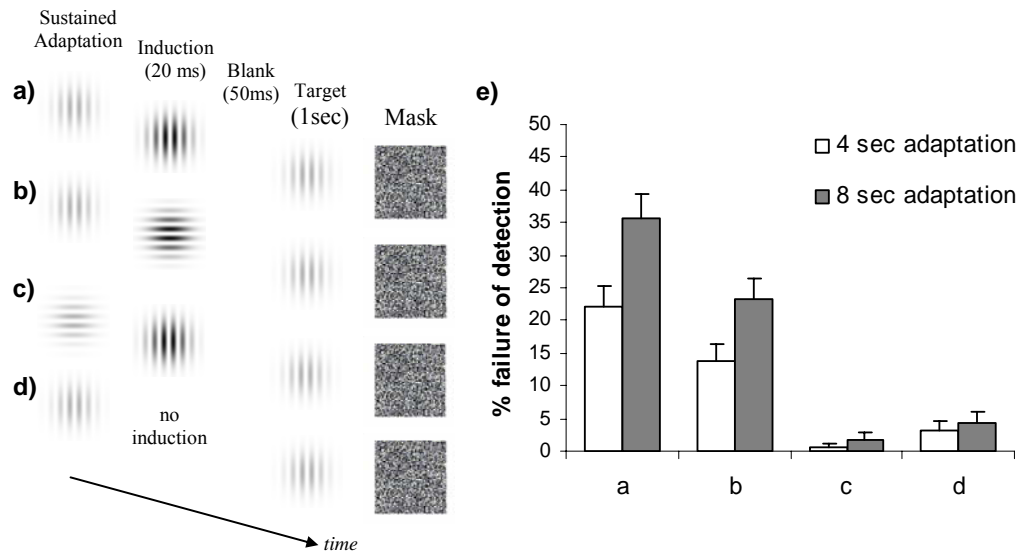 Sustained
Adaptation
Induction
(20 ms)
Blank
(50ms)
Target
(1sec)
Mask
a)
b)
c)
d)
no
induction
time
e)
% failure of detection
50
45
40
35
30
25
20
15
10
5
0
4 sec adaptation
8 sec adaptation
a
b
c
d